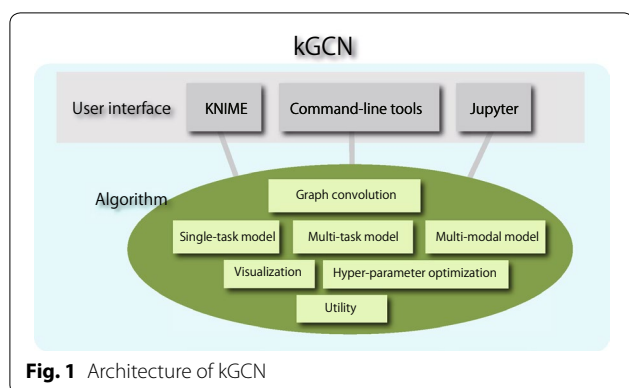 kGCN
User interface KNIME Command-line tools Jupyter
Algorithm
Graph convolution
Single-task model Multi-task model Multi-modal model
Visualization Hyper-parameter optimization
Utility
Fig. 1 Architecture of kGCN